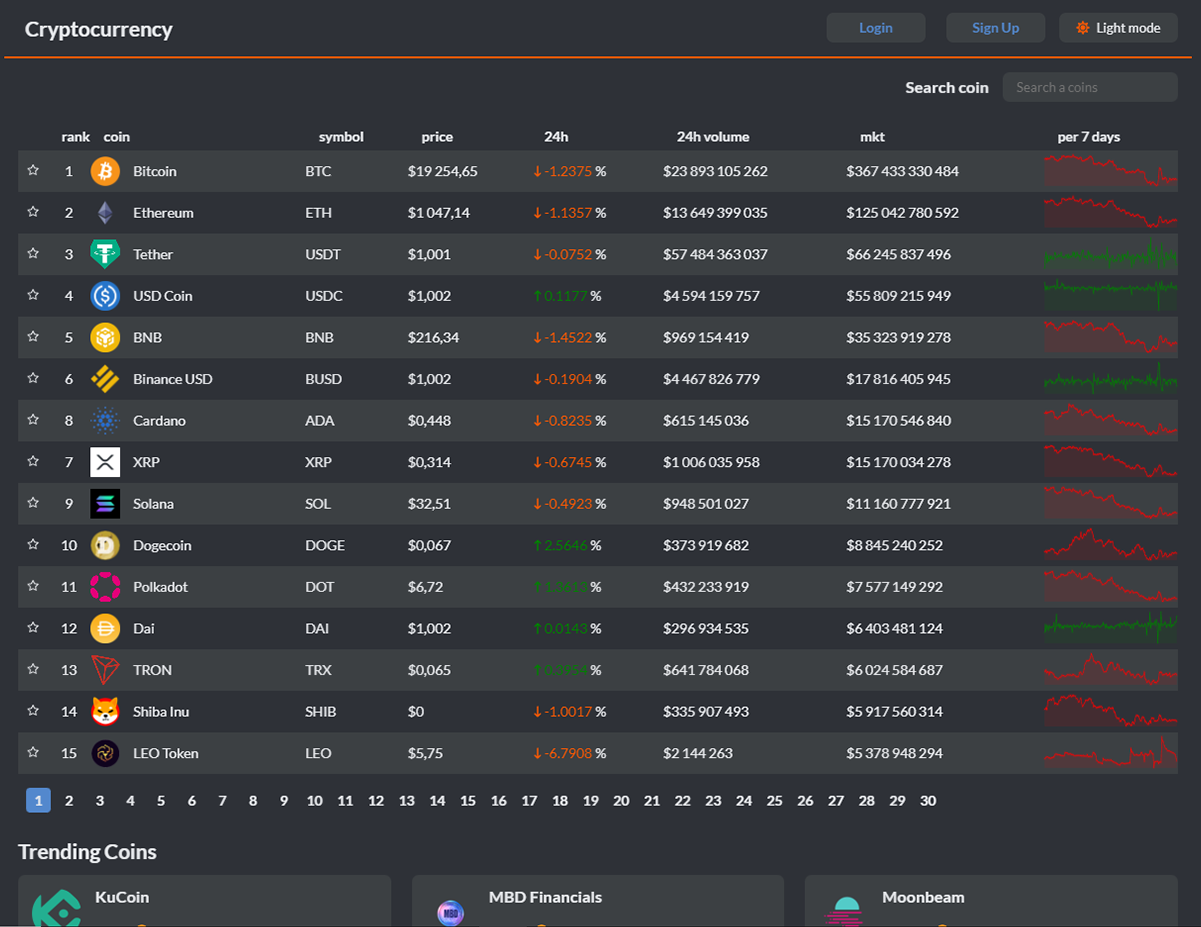 Cryptocurrency Login Sign Up Light mode
Search coin Search a coins
rank coin symbol price 24h 24h volume mkt per 7 days
1 Bitcoin BTC $19 254,65 ↓-1.2375 % $23 893 105 262 $367 433 330 484
2 Ethereum ETH $1 047,14 ↓-1.1357 % $13 649 399 035 $125 042 780 592
3 Tether USDT $1,001 ↓-0.0752 % $57 484 363 037 $66 245 837 496
4 USD Coin USDC $1,002 ↑0.1177 % $4 594 159 757 $55 809 215 949
5 BNB BNB $216,34 ↓-1.4522 % $969 154 419 $35 323 919 278
6 Binance USD BUSD $1,002 ↓-0.1904 % $4 467 826 779 $17 816 405 945
8 Cardano ADA $0,448 ↓-0.8235 % $615 145 036 $15 170 546 840
7 XRP XRP $0,314 ↓-0.6745 % $1 006 035 958 $15 170 034 278
9 Solana SOL $32,51 ↓-0.4923 % $948 501 027 $11 160 777 921
10 Dogecoin DOGE $0,067 ↑2.5646 % $373 919 682 $8 845 240 252
11 Polkadot DOT $6,72 ↑1.3613 % $432 233 919 $7 577 149 292
12 Dai DAI $1,002 ↑0.0143 % $296 934 535 $6 403 481 124
13 TRON TRX $0,065 ↑0.3954 % $641 784 068 $6 024 584 687
14 Shiba Inu SHIB $0 ↓-1.0017 % $335 907 493 $5 917 560 314
15 LEO Token LEO $5,75 ↓-6.7908 % $2 144 263 $5 378 948 294
1 2 3 4 5 6 7 8 9 10 11 12 13 14 15 16 17 18 19 20 21 22 23 24 25 26 27 28 29 30
Trending Coins
KuCoin MBD Financials Moonbeam
MBD